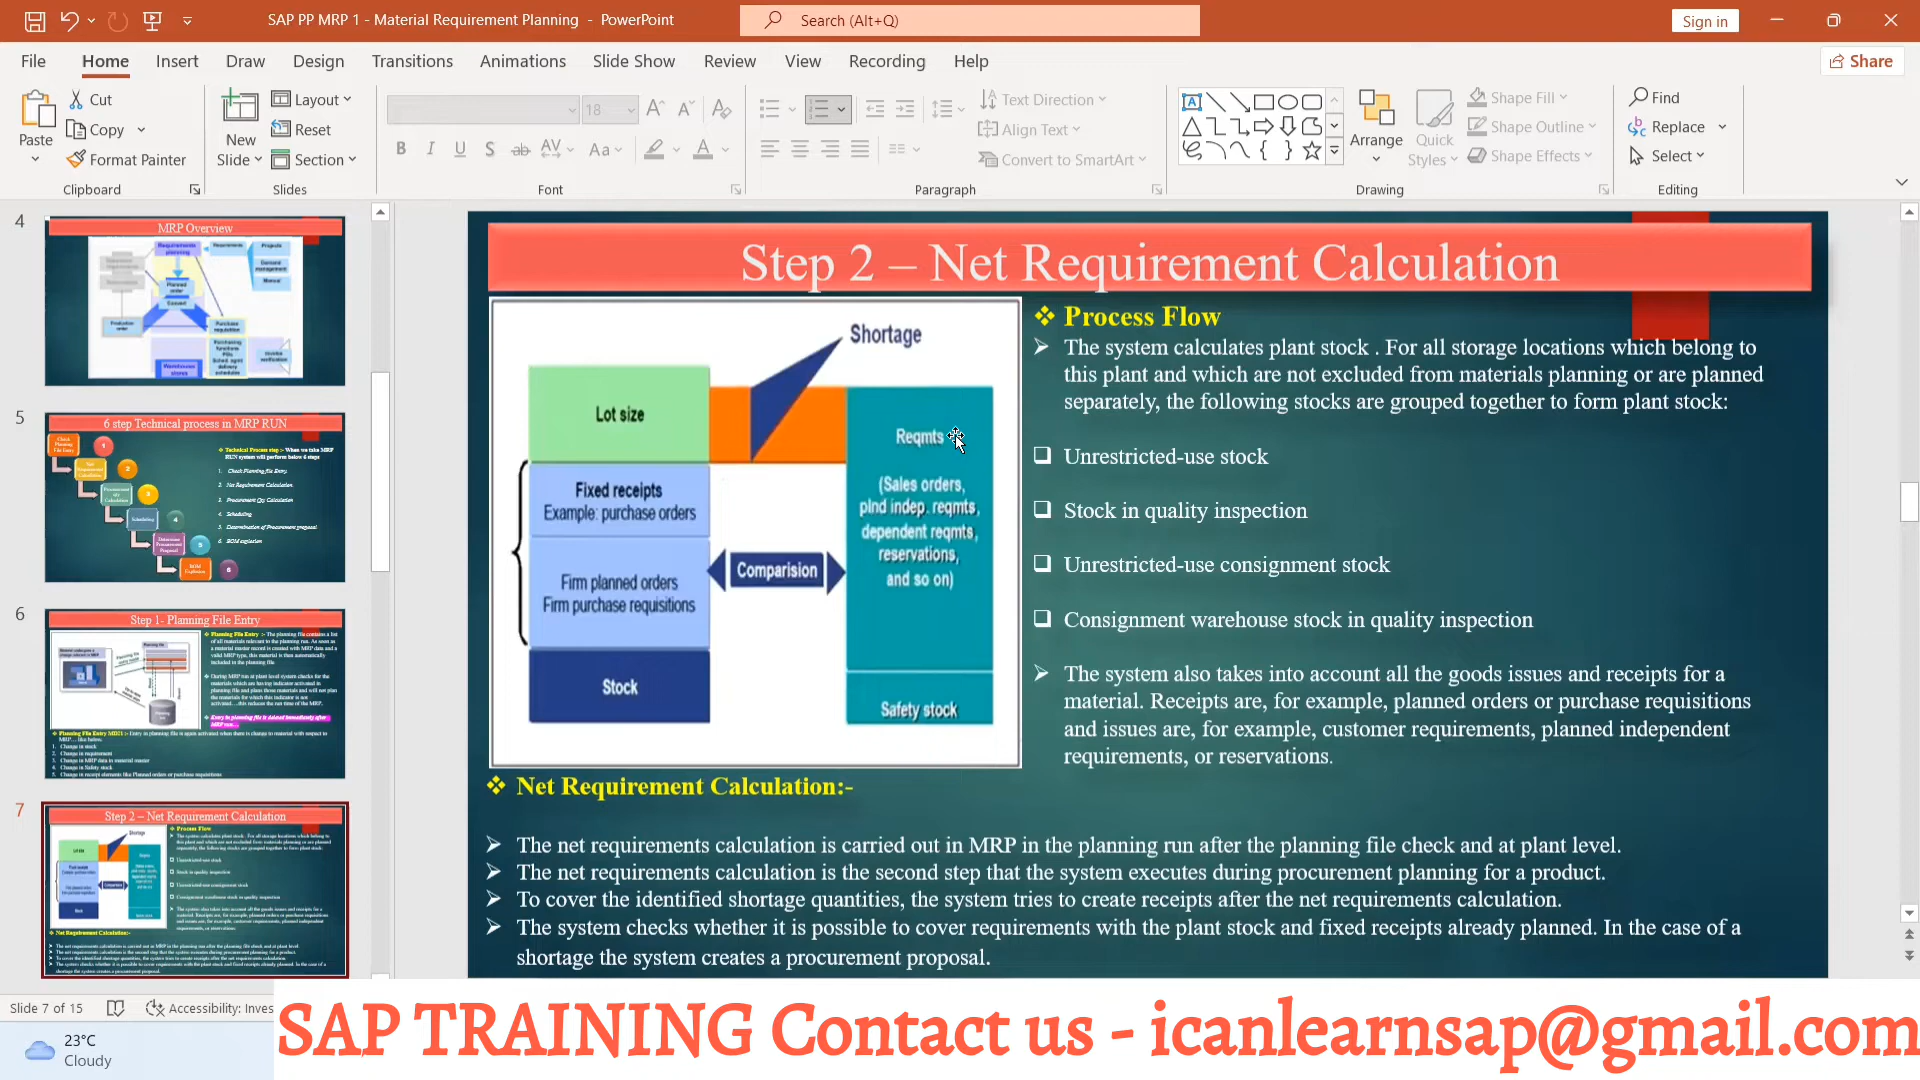 SAP PP MRP 1 - Material Requirement Planning - PowerPoint
Search (Alt+Q)
Sign in
File Home Insert Draw Design Transitions Animations Slide Show Review View Recording Help
Share
Paste
Cut
Copy
Format Painter
Clipboard
New
Slide
Layout
Reset
Section
Slides
18
Font
Text Direction
Align Text
Convert to SmartArt
Paragraph
Arrange
Quick
Styles
Shape Fill
Shape Outline
Shape Effects
Drawing
Find
Replace
Select
Editing
4
MRP Overview
5
6 step Technical process in MRP RUN
6
Step 1- Planning File Entry
7
Step 2 – Net Requirement Calculation
Step 2 – Net Requirement Calculation
Shortage
Lot size
Fixed receipts
Example: purchase orders
Firm planned orders
Firm purchase requisitions
Stock
Comparision
Reqmts
(Sales orders,
plnd indep. reqmts,
dependent reqmts,
reservations,
and so on)
Safety stock
Process Flow
The system calculates plant stock . For all storage locations which belong to
this plant and which are not excluded from materials planning or are planned
separately, the following stocks are grouped together to form plant stock:
Unrestricted-use stock
Stock in quality inspection
Unrestricted-use consignment stock
Consignment warehouse stock in quality inspection
The system also takes into account all the goods issues and receipts for a
material. Receipts are, for example, planned orders or purchase requisitions
and issues are, for example, customer requirements, planned independent
requirements, or reservations.
Net Requirement Calculation:-
The net requirements calculation is carried out in MRP in the planning run after the planning file check and at plant level.
The net requirements calculation is the second step that the system executes during procurement planning for a product.
To cover the identified shortage quantities, the system tries to create receipts after the net requirements calculation.
The system checks whether it is possible to cover requirements with the plant stock and fixed receipts already planned. In the case of a
shortage the system creates a procurement proposal.
Slide 7 of 15
Accessibility: Inves
23°C
Cloudy
SAP TRAINING Contact us - icanlearnsap@gmail.com